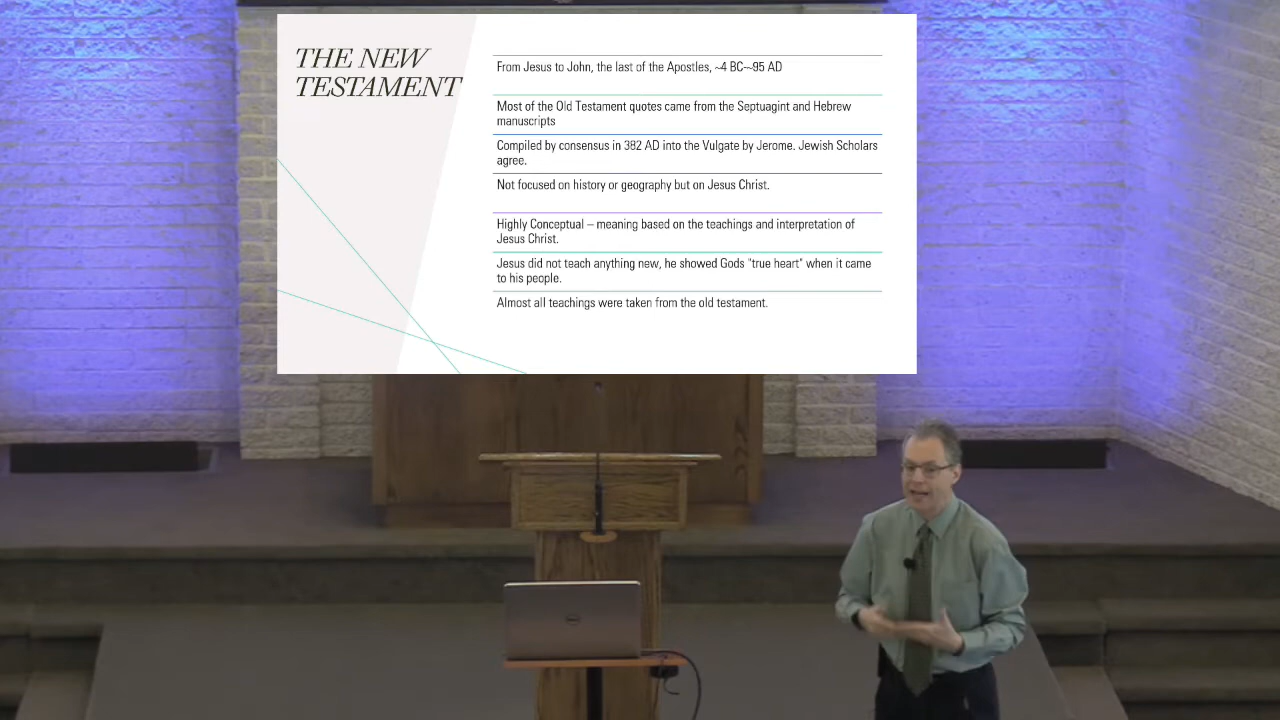 THE NEW
TESTAMENT
From Jesus to John, the last of the Apostles, ~4 BC-~95 AD
Most of the Old Testament quotes came from the Septuagint and Hebrew
manuscripts
Compiled by consensus in 382 AD into the Vulgate by Jerome. Jewish Scholars
agree.
Not focused on history or geography but on Jesus Christ.
Highly Conceptual – meaning based on the teachings and interpretation of
Jesus Christ.
Jesus did not teach anything new, he showed Gods "true heart" when it came
to his people.
Almost all teachings were taken from the old testament.
DELL